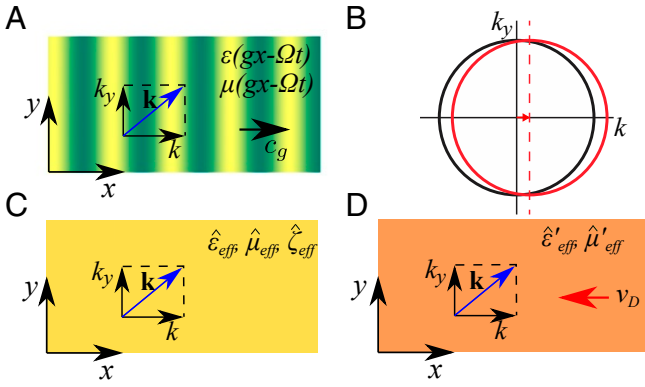 A
ε(gx-Ωt)
μ(gx-Ωt)
k_y
k
k
c_g
y
x
B
k_y
k
C
ε̂_eff, μ̂_eff, ζ̂_eff
k_y
k
k
y
x
D
ε̂'_eff, μ̂'_eff
k_y
k
k
v_D
y
x